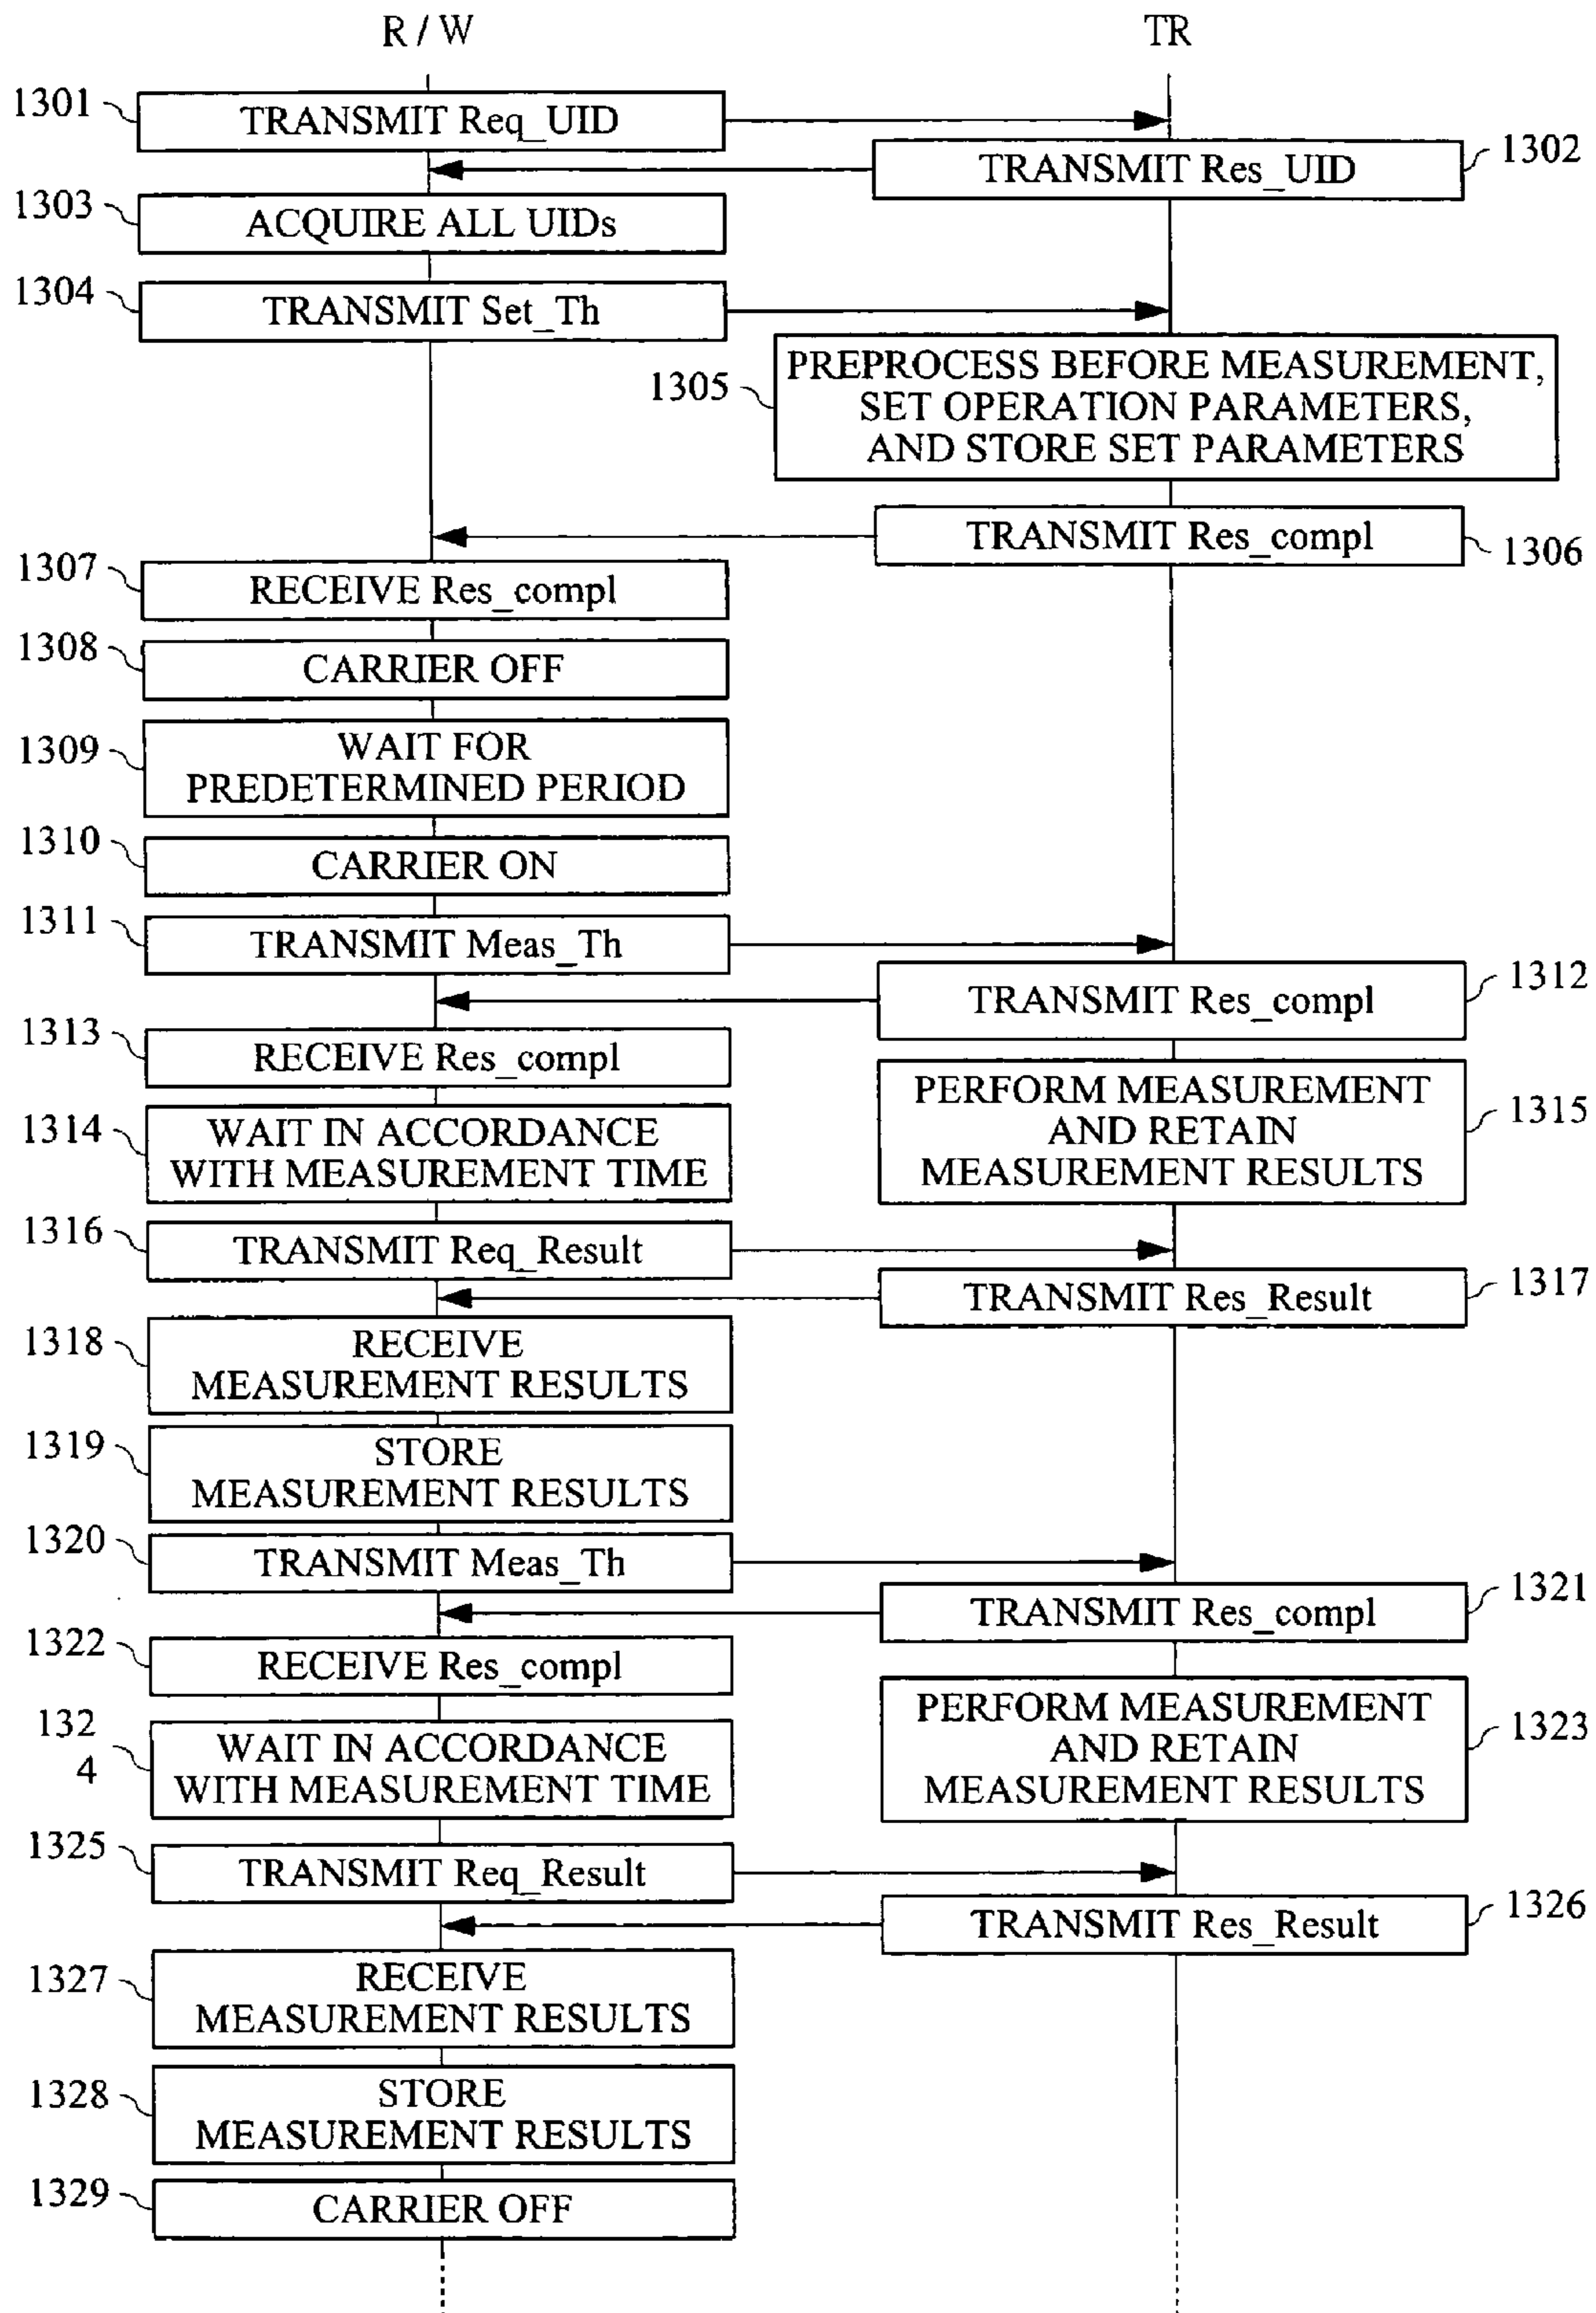 R / W
TR
1301
TRANSMIT Req_UID
TRANSMIT Res_UID
1302
1303
ACQUIRE ALL UIDs
1304
TRANSMIT Set_Th
1305
PREPROCESS BEFORE MEASUREMENT,
SET OPERATION PARAMETERS,
AND STORE SET PARAMETERS
TRANSMIT Res_compl
1306
1307
RECEIVE Res_compl
1308
CARRIER OFF
1309
WAIT FOR
PREDETERMINED PERIOD
1310
CARRIER ON
1311
TRANSMIT Meas_Th
TRANSMIT Res_compl
1312
1313
RECEIVE Res_compl
1314
WAIT IN ACCORDANCE
WITH MEASUREMENT TIME
PERFORM MEASUREMENT
AND RETAIN
MEASUREMENT RESULTS
1315
1316
TRANSMIT Req_Result
TRANSMIT Res_Result
1317
1318
RECEIVE
MEASUREMENT RESULTS
1319
STORE
MEASUREMENT RESULTS
1320
TRANSMIT Meas_Th
TRANSMIT Res_compl
1321
1322
RECEIVE Res_compl
PERFORM MEASUREMENT
AND RETAIN
MEASUREMENT RESULTS
1323
132
4
WAIT IN ACCORDANCE
WITH MEASUREMENT TIME
1325
TRANSMIT Req_Result
TRANSMIT Res_Result
1326
1327
RECEIVE
MEASUREMENT RESULTS
1328
STORE
MEASUREMENT RESULTS
1329
CARRIER OFF